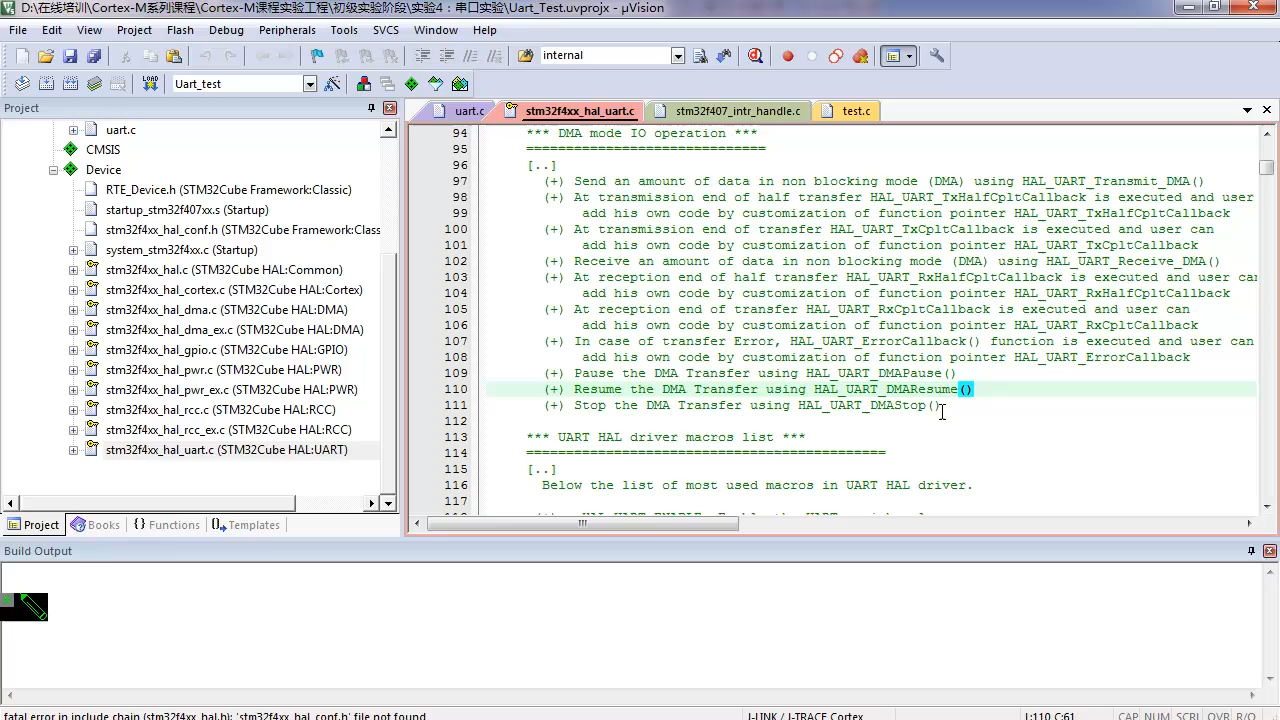 D:\在线培训\Cortex-M系列课程\Cortex-M课程实验工程\初级实验阶段\实验4：串口实验\Uart_Test.uvprojx - µVision
File Edit View Project Flash Debug Peripherals Tools SVCS Window Help
internal
LOAD Uart_test
Project
uart.c stm32f4xx_hal_uart.c stm32f407_intr_handle.c test.c
uart.c
CMSIS
Device
RTE_Device.h (STM32Cube Framework:Classic)
startup_stm32f407xx.s (Startup)
stm32f4xx_hal_conf.h (STM32Cube Framework:Class
system_stm32f4xx.c (Startup)
stm32f4xx_hal.c (STM32Cube HAL:Common)
stm32f4xx_hal_cortex.c (STM32Cube HAL:Cortex)
stm32f4xx_hal_dma.c (STM32Cube HAL:DMA)
stm32f4xx_hal_dma_ex.c (STM32Cube HAL:DMA)
stm32f4xx_hal_gpio.c (STM32Cube HAL:GPIO)
stm32f4xx_hal_pwr.c (STM32Cube HAL:PWR)
stm32f4xx_hal_pwr_ex.c (STM32Cube HAL:PWR)
stm32f4xx_hal_rcc.c (STM32Cube HAL:RCC)
stm32f4xx_hal_rcc_ex.c (STM32Cube HAL:RCC)
stm32f4xx_hal_uart.c (STM32Cube HAL:UART)
Project Books Functions Templates
94 *** DMA mode IO operation ***
95 ==============================
96 [..]
97 (+) Send an amount of data in non blocking mode (DMA) using HAL_UART_Transmit_DMA()
98 (+) At transmission end of half transfer HAL_UART_TxHalfCpltCallback is executed and user
99 add his own code by customization of function pointer HAL_UART_TxHalfCpltCallback
100 (+) At transmission end of transfer HAL_UART_TxCpltCallback is executed and user can
101 add his own code by customization of function pointer HAL_UART_TxCpltCallback
102 (+) Receive an amount of data in non blocking mode (DMA) using HAL_UART_Receive_DMA()
103 (+) At reception end of half transfer HAL_UART_RxHalfCpltCallback is executed and user can
104 add his own code by customization of function pointer HAL_UART_RxHalfCpltCallback
105 (+) At reception end of transfer HAL_UART_RxCpltCallback is executed and user can
106 add his own code by customization of function pointer HAL_UART_RxCpltCallback
107 (+) In case of transfer Error, HAL_UART_ErrorCallback() function is executed and user can
108 add his own code by customization of function pointer HAL_UART_ErrorCallback
109 (+) Pause the DMA Transfer using HAL_UART_DMAPause()
110 (+) Resume the DMA Transfer using HAL_UART_DMAResume()
111 (+) Stop the DMA Transfer using HAL_UART_DMAStop()
112
113 *** UART HAL driver macros list ***
114 =============================================
115 [..]
116 Below the list of most used macros in UART HAL driver.
117
Build Output
fatal error in include chain (stm32f4xx_hal.h): 'stm32f4xx_hal_conf.h' file not found J-LINK / J-TRACE Cortex L:110 C:61 CAP NUM SCRL OVR R/O